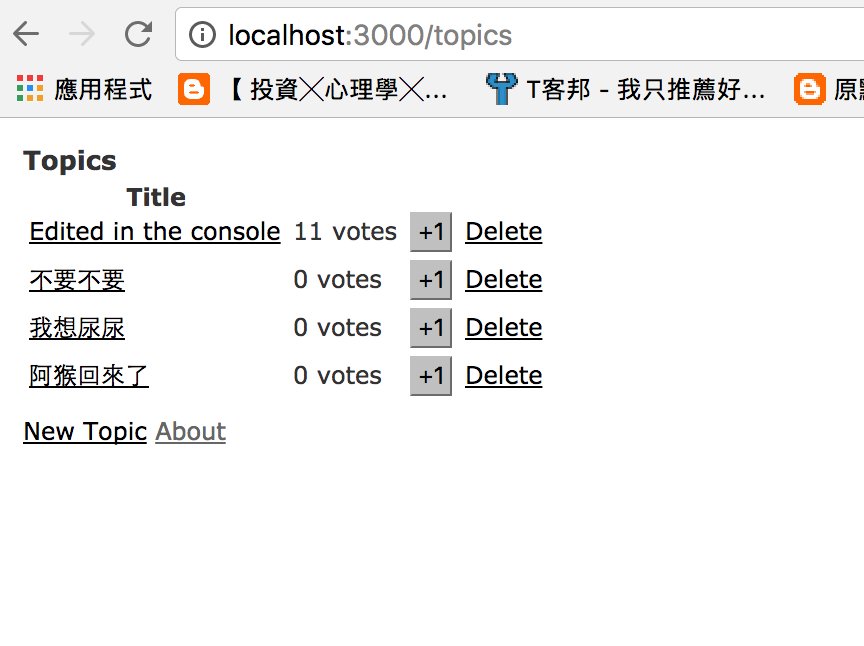 localhost:3000/topics
應用程式 【 投資╳心理學╳... T客邦 - 我只推薦好...
Topics
Title
Edited in the console 11 votes +1 Delete
不要不要 0 votes +1 Delete
我想尿尿 0 votes +1 Delete
阿猴回來了 0 votes +1 Delete
New Topic About